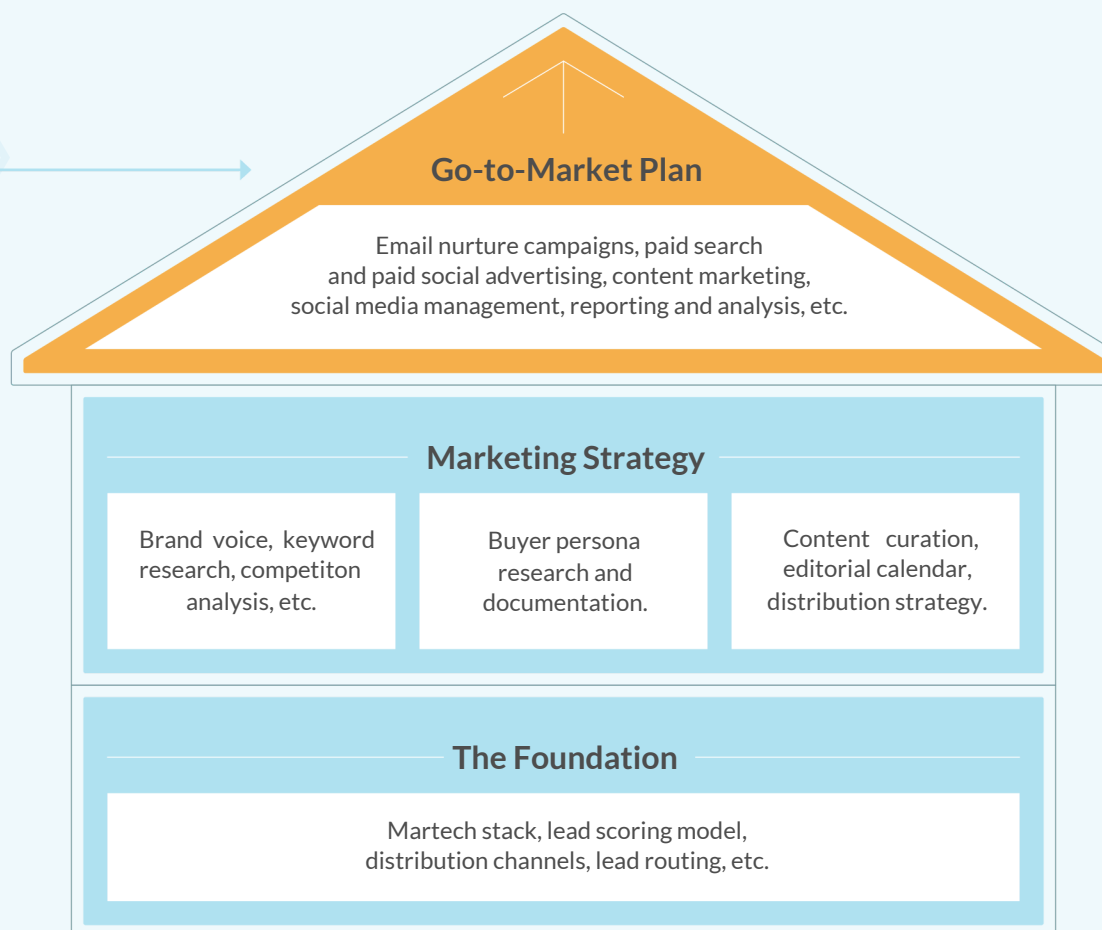 Go-to-Market Plan
Email nurture campaigns, paid search
and paid social advertising, content marketing,
social media management, reporting and analysis, etc.
Marketing Strategy
Brand voice, keyword
research, competiton
analysis, etc.
Buyer persona
research and
documentation.
Content curation,
editorial calendar,
distribution strategy.
The Foundation
Martech stack, lead scoring model,
distribution channels, lead routing, etc.